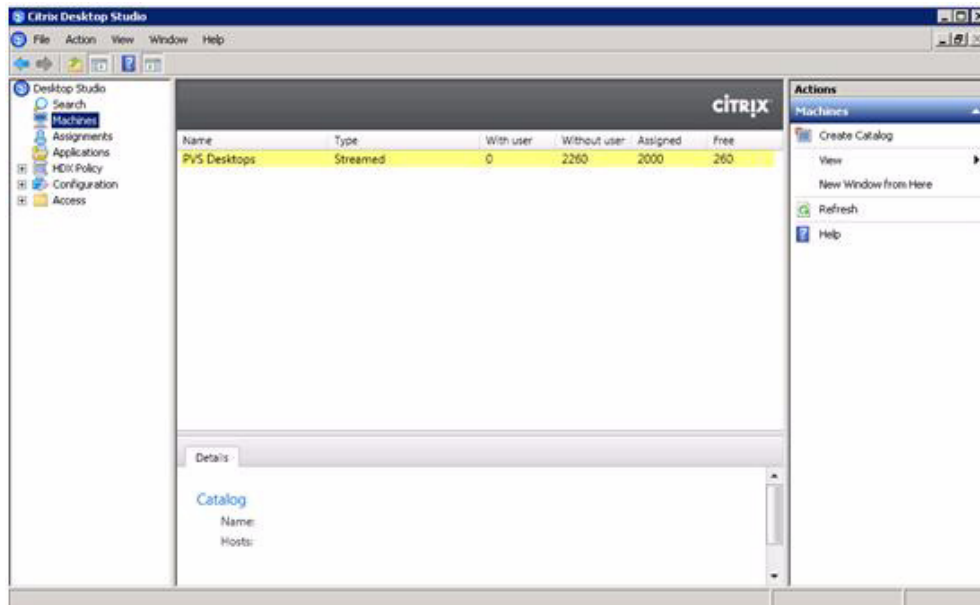 Citrix Desktop Studio
File Action View Window Help
Desktop Studio
Search
Machines
Assignments
Applications
HDX Policy
Configuration
Access
CITRIX
Name Type With user Without user Assigned Free
PVS Desktops Streamed 0 2260 2000 260
Details
Catalog
Name:
Hosts:
Actions
Machines
Create Catalog
View
New Window from Here
Refresh
Help